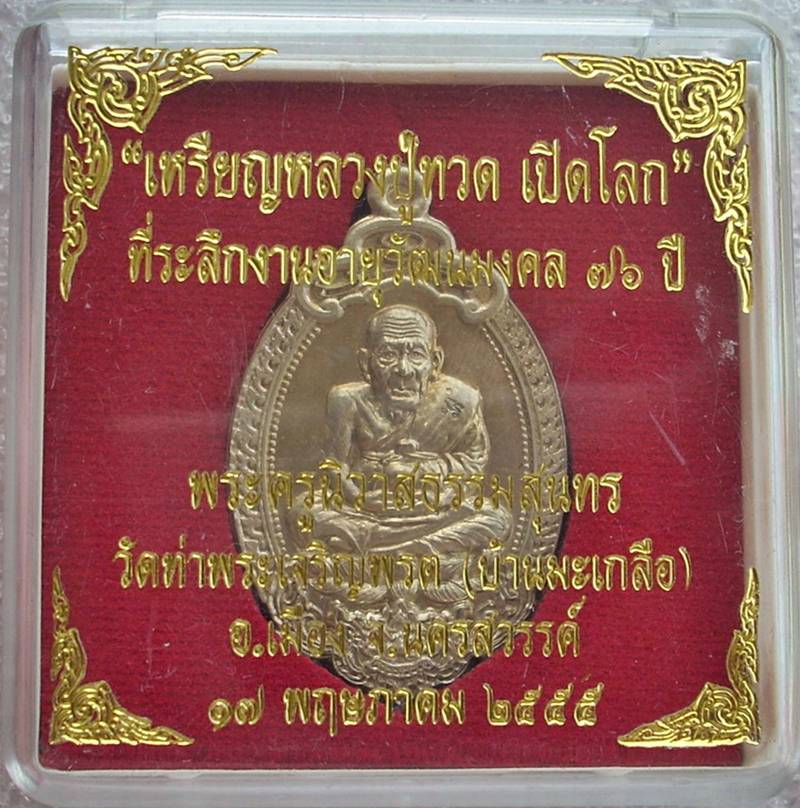 “เหรียญหลวงปู่ทวด เปิดโลก”
ที่ระลึกงานอายุวัฒนมงคล ๗๖ ปี
พระครูนิวาสธรรมสุนทร
วัดท่าพระเจริญพรต (บ้านมะเกลือ)
อ.เมือง จ.นครสวรรค์
๑๗ พฤษภาคม ๒๕๕๕